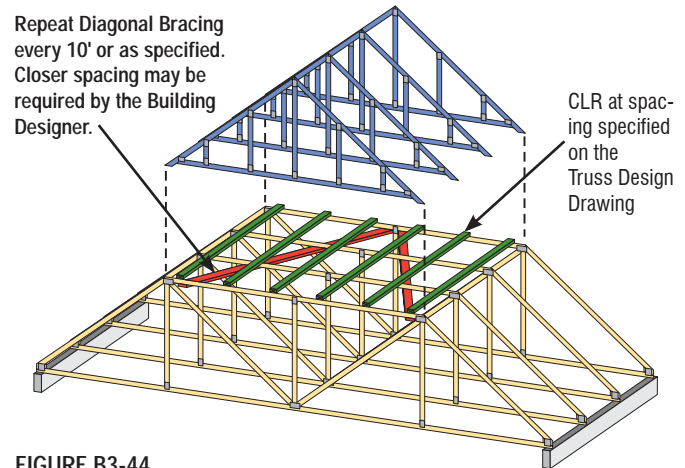 Repeat Diagonal Bracing
every 10' or as specified.
Closer spacing may be
required by the Building
Designer.
CLR at spac-
ing specified
on the
Truss Design
Drawing
FIGURE B3-44